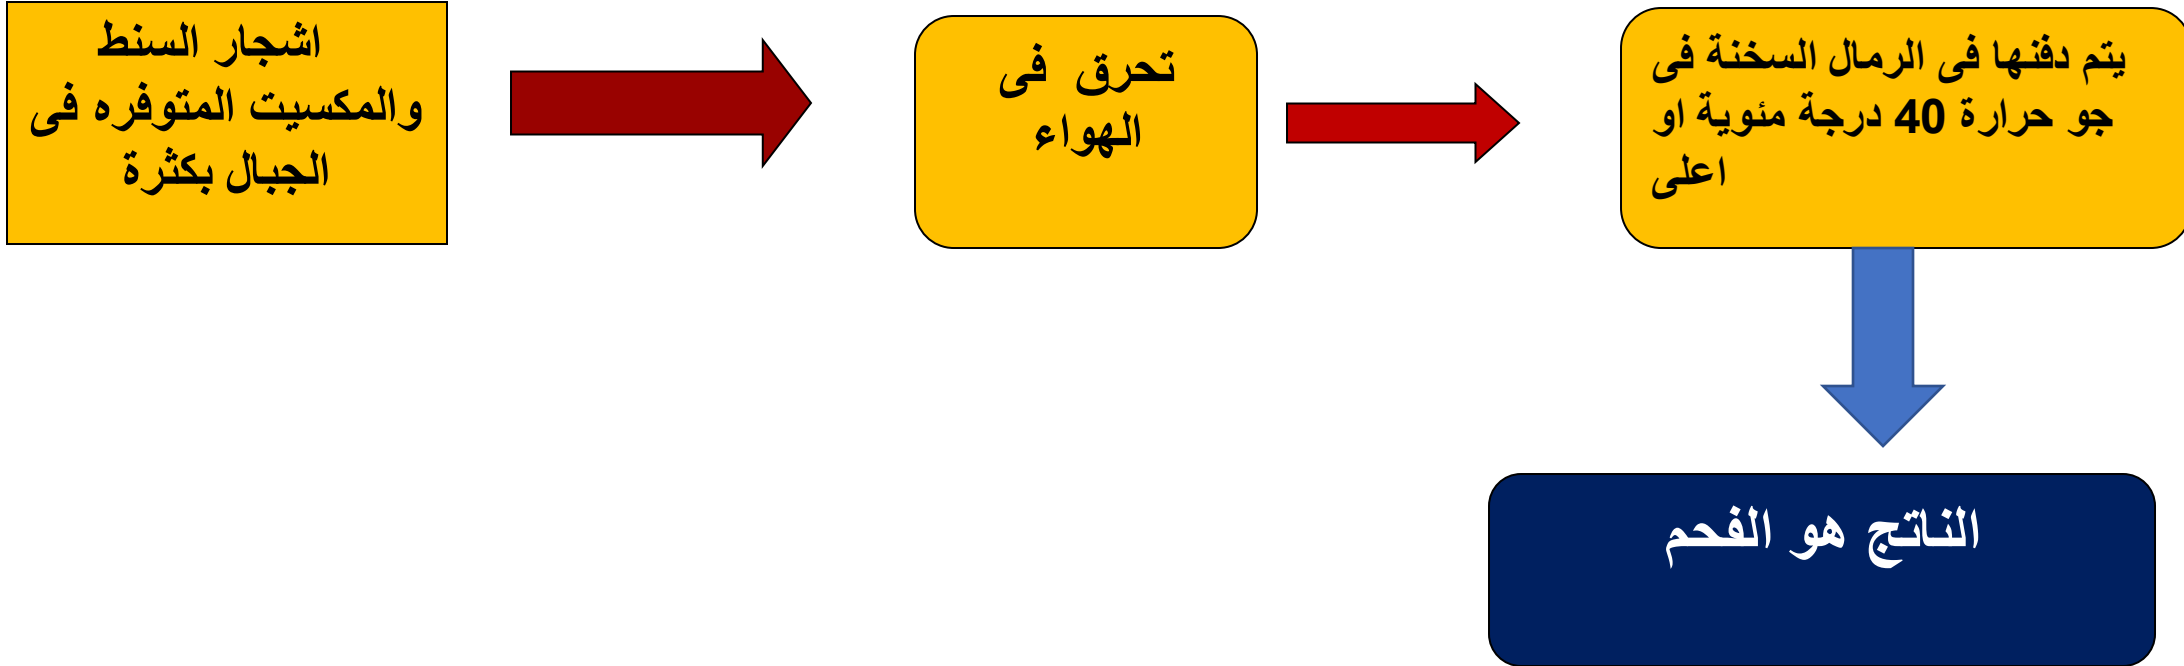 اشجار السنط
والمكسيت المتوفره فى
الجبال بكثرة
تحرق فى
الهواء
يتم دفنها فى الرمال السخنة فى
جو حرارة 40 درجة مئوية او
اعلى
الناتج هو الفحم